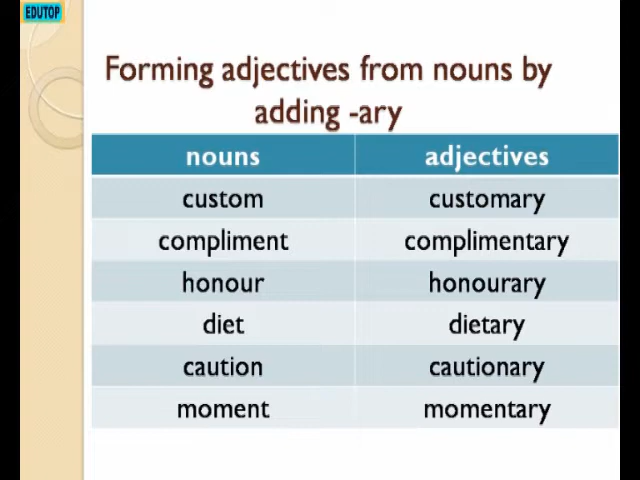 EDUTOP
Forming adjectives from nouns by
adding -ary
nouns adjectives
custom customary
compliment complimentary
honour honourary
diet dietary
caution cautionary
moment momentary